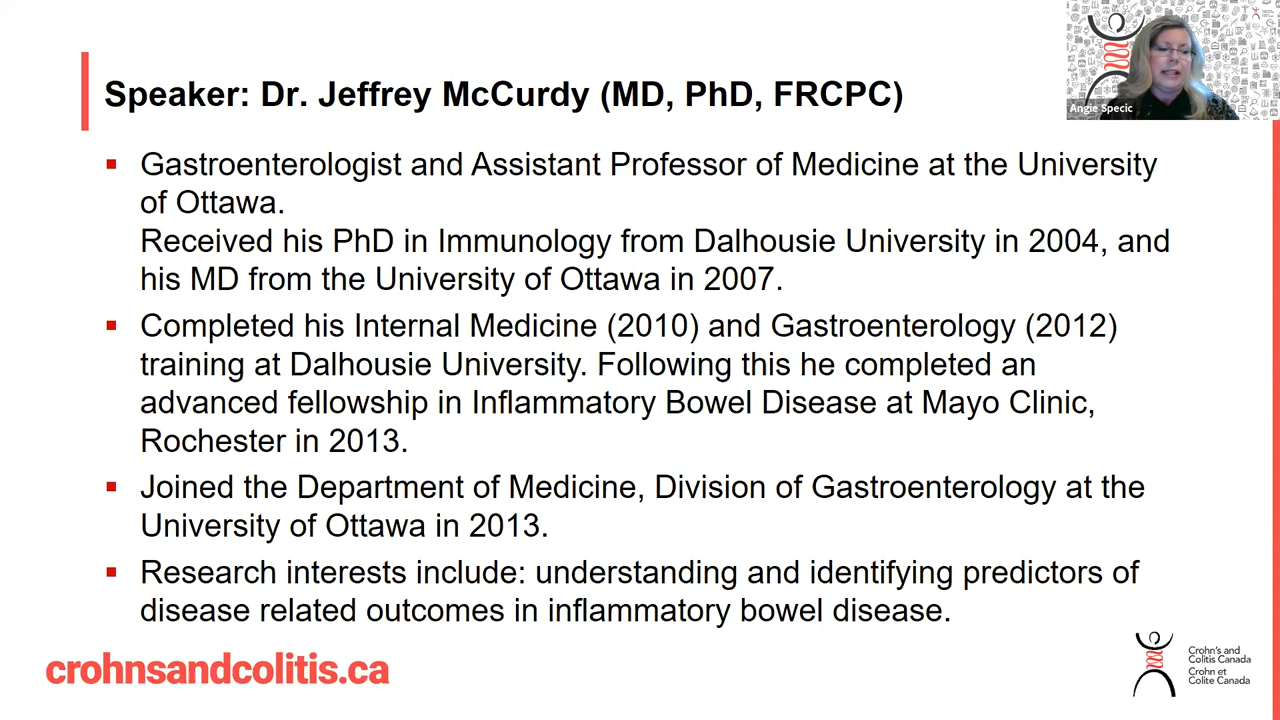 Speaker: Dr. Jeffrey McCurdy (MD, PhD, FRCPC)
Angie Specic
Gastroenterologist and Assistant Professor of Medicine at the University
of Ottawa.
Received his PhD in Immunology from Dalhousie University in 2004, and
his MD from the University of Ottawa in 2007.
Completed his Internal Medicine (2010) and Gastroenterology (2012)
training at Dalhousie University. Following this he completed an
advanced fellowship in Inflammatory Bowel Disease at Mayo Clinic,
Rochester in 2013.
Joined the Department of Medicine, Division of Gastroenterology at the
University of Ottawa in 2013.
Research interests include: understanding and identifying predictors of
disease related outcomes in inflammatory bowel disease.
crohnsandcolitis.ca
Crohn's and
Colitis Canada
Crohn et
Colite Canada